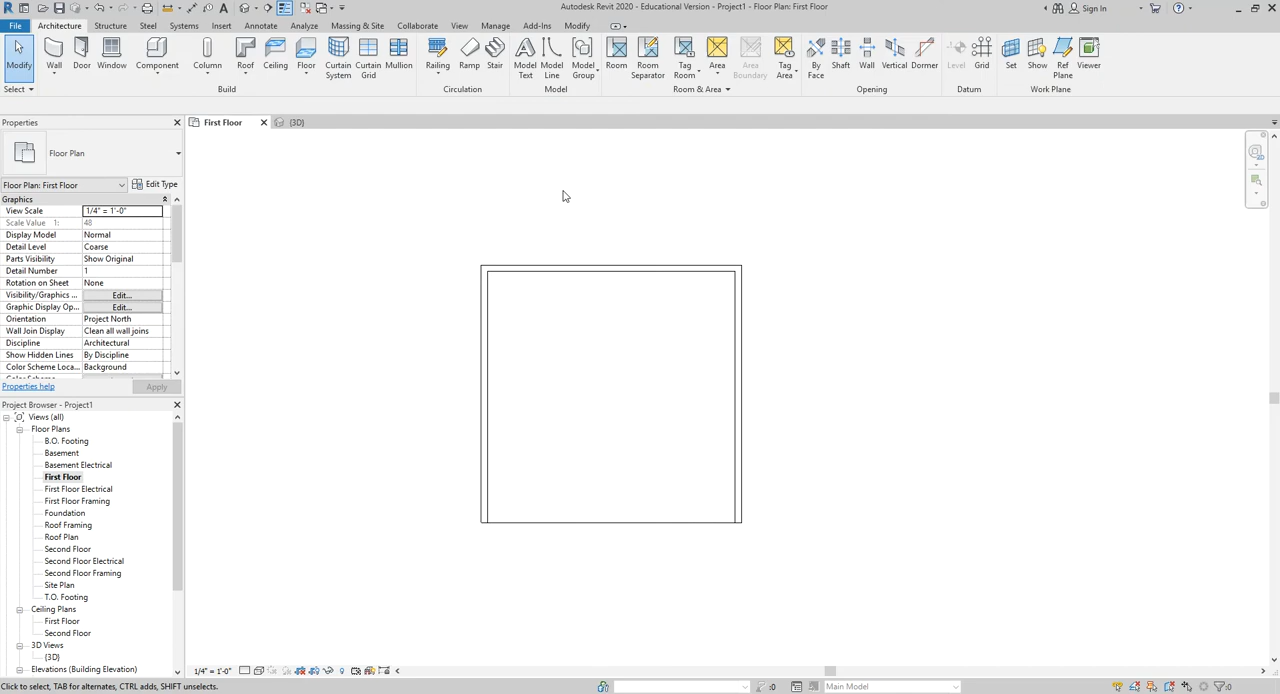 Autodesk Revit 2020 - Educational Version - Project1 - Floor Plan: First Floor
Sign In
File Architecture Structure Steel Systems Insert Annotate Analyze Massing & Site Collaborate View Manage Add-Ins Modify
Modify Wall Door Window Component Column Roof Ceiling Floor Curtain System Curtain Grid Mullion Railing Ramp Stair Model Text Model Line Model Group Room Room Separator Tag Room Area Area Boundary Tag Area By Face Shaft Wall Vertical Dormer Level Grid Set Show Ref Plane Viewer
Select Build Circulation Model Room & Area Opening Datum Work Plane
Properties
First Floor
{3D}
Floor Plan
Floor Plan: First Floor Edit Type
Graphics
View Scale 1/4" = 1'-0"
Scale Value 1: 48
Display Model Normal
Detail Level Coarse
Parts Visibility Show Original
Detail Number 1
Rotation on Sheet None
Visibility/Graphics ... Edit...
Graphic Display Op... Edit...
Orientation Project North
Wall Join Display Clean all wall joins
Discipline Architectural
Show Hidden Lines By Discipline
Color Scheme Loca... Background
Properties help Apply
Project Browser - Project1
Views (all)
Floor Plans
B.O. Footing
Basement
Basement Electrical
First Floor
First Floor Electrical
First Floor Framing
Foundation
Roof Framing
Roof Plan
Second Floor
Second Floor Electrical
Second Floor Framing
Site Plan
T.O. Footing
Ceiling Plans
First Floor
Second Floor
3D Views
{3D}
Elevations (Building Elevation)
1/4" = 1'-0"
Click to select, TAB for alternates, CTRL adds, SHIFT unselects.
:0
Main Model
:0